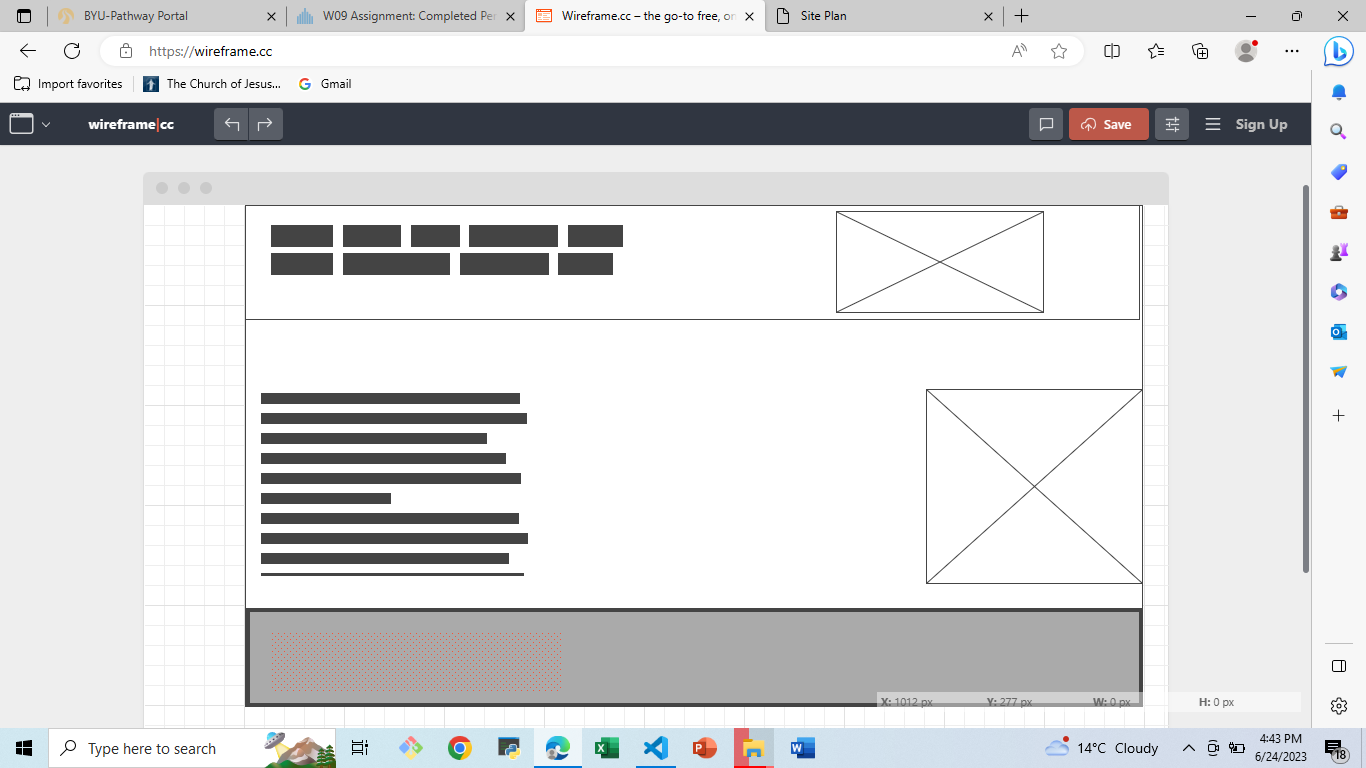 BYU-Pathway Portal
W09 Assignment: Completed Per
Wireframe.cc – the go-to free, on
Site Plan
https://wireframe.cc
Import favorites
The Church of Jesus...
Gmail
wireframe|cc
Save
Sign Up
X: 1012 px Y: 277 px W: 0 px H: 0 px
Type here to search
14°C Cloudy
4:43 PM
6/24/2023
18